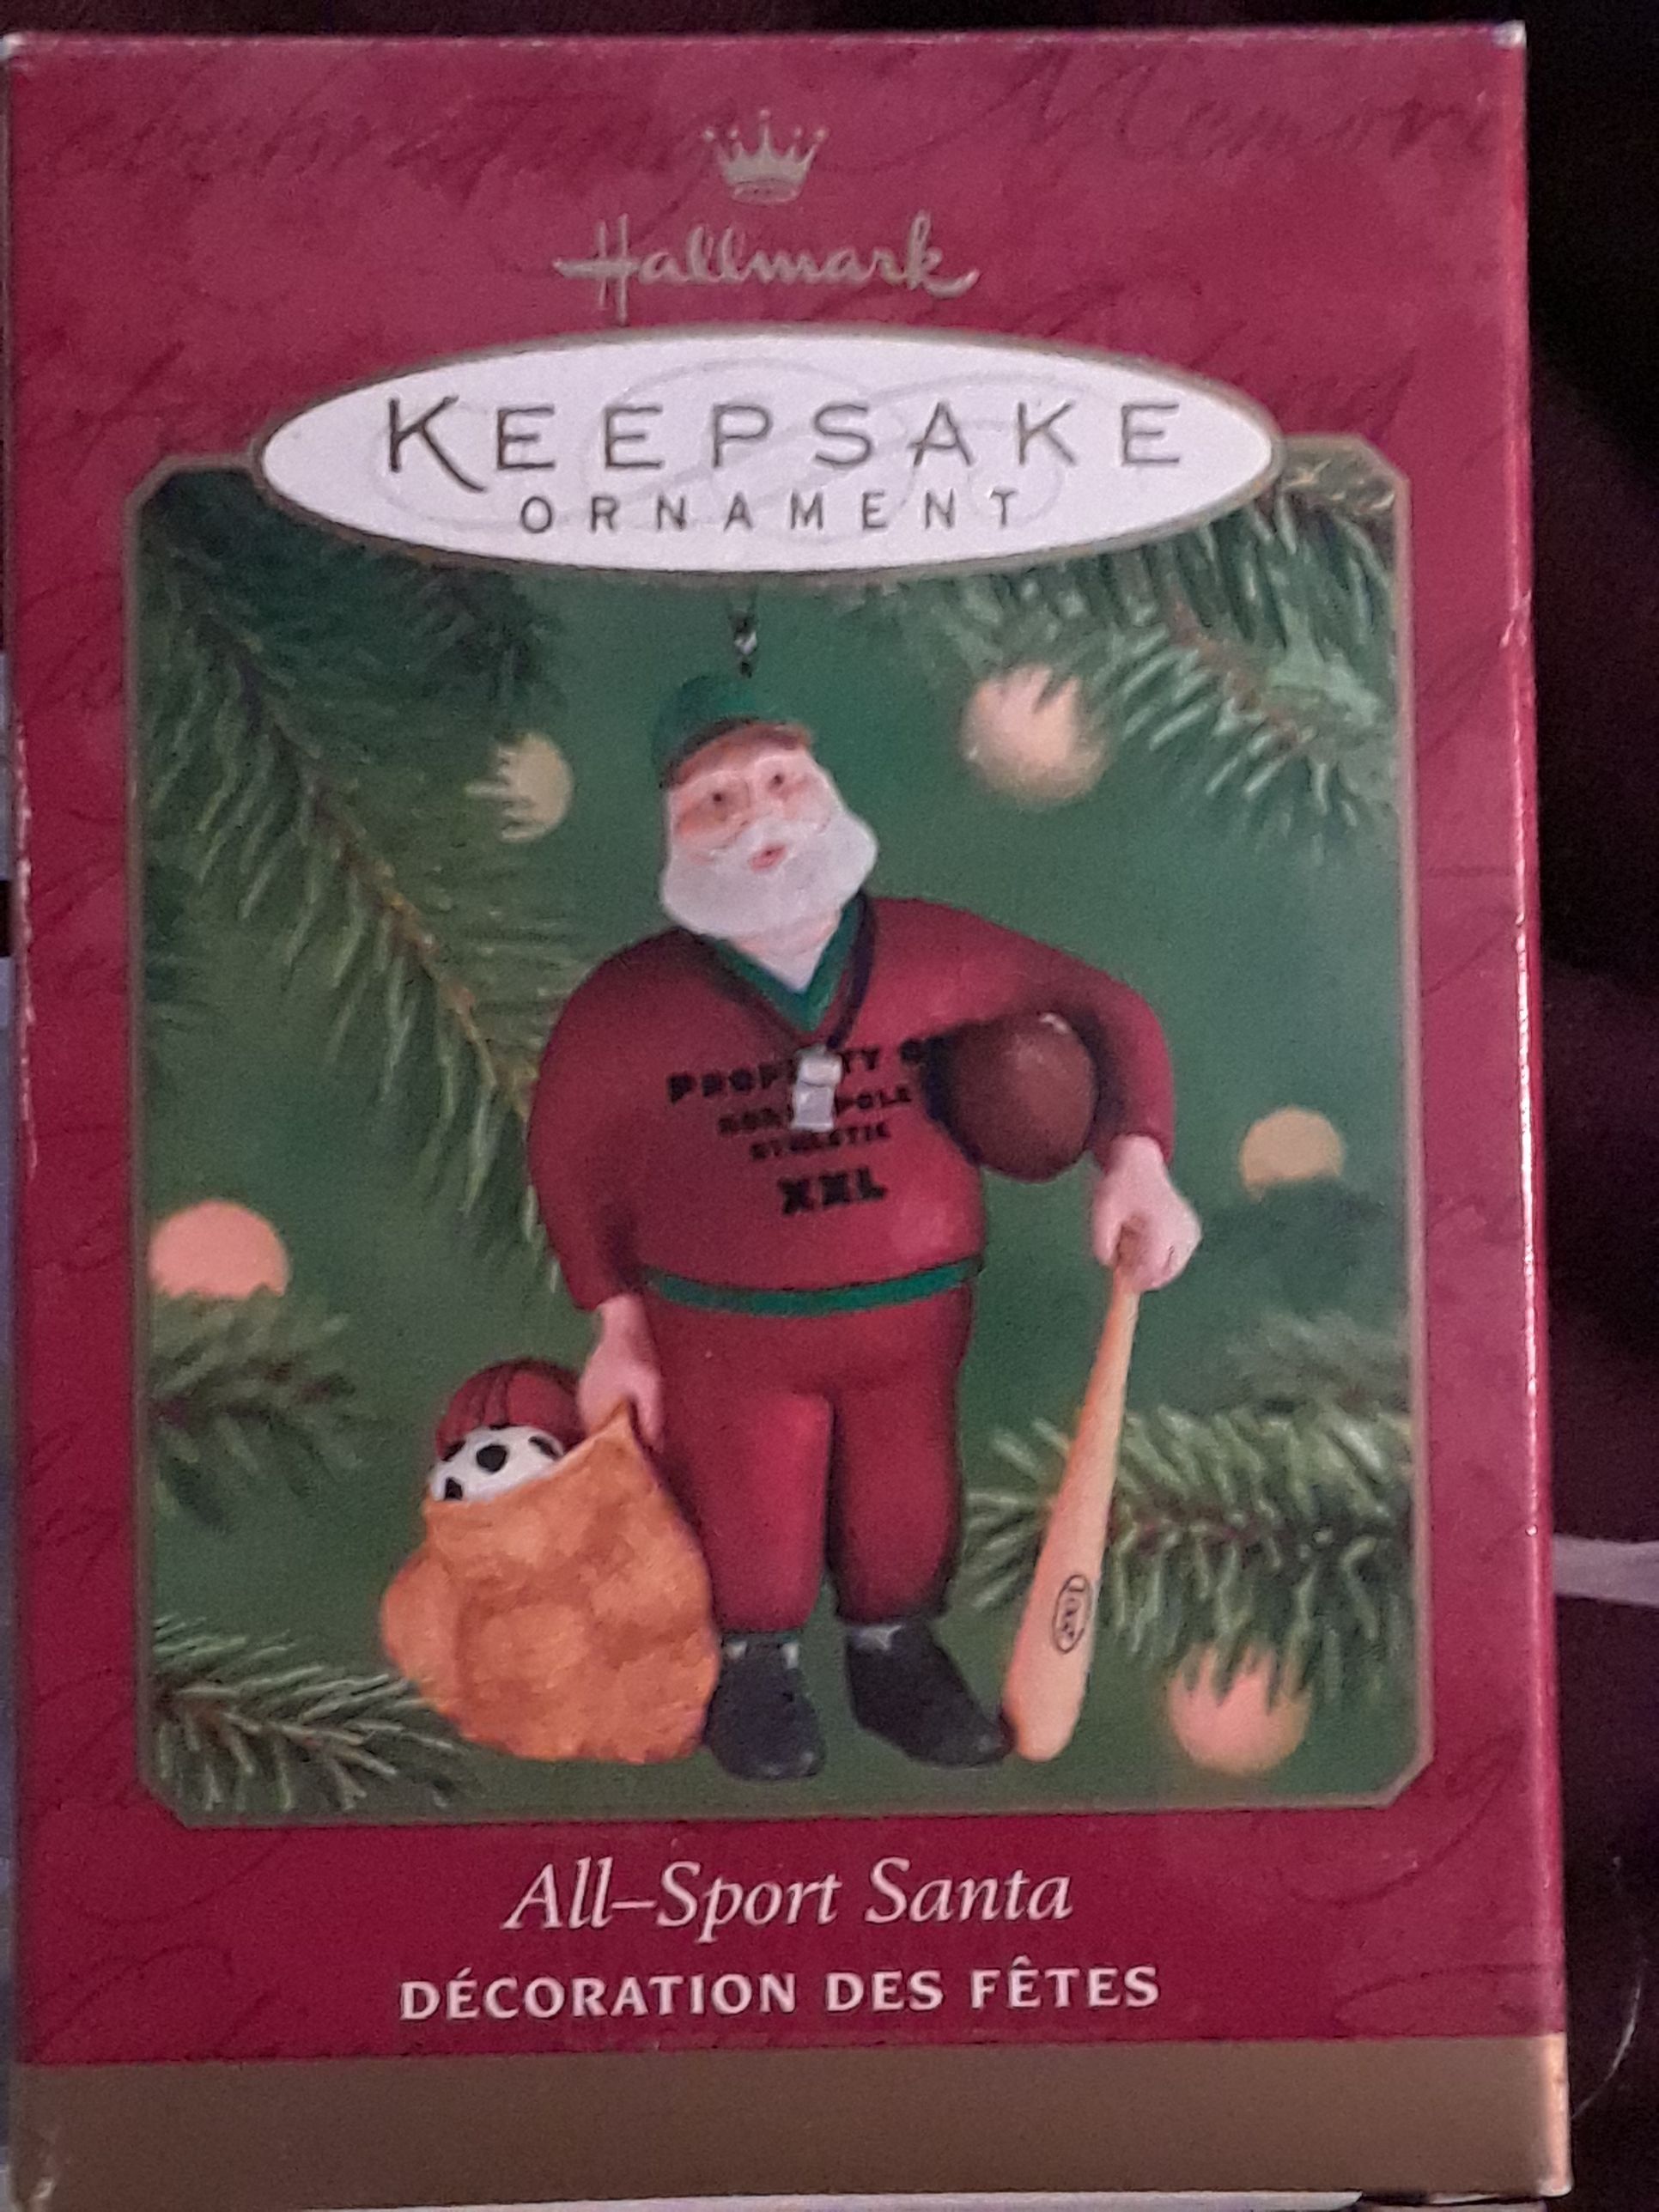 Hallmark
KEEPSAKE
ORNAMENT
XXL
All–Sport Santa
DÉCORATION DES FÊTES